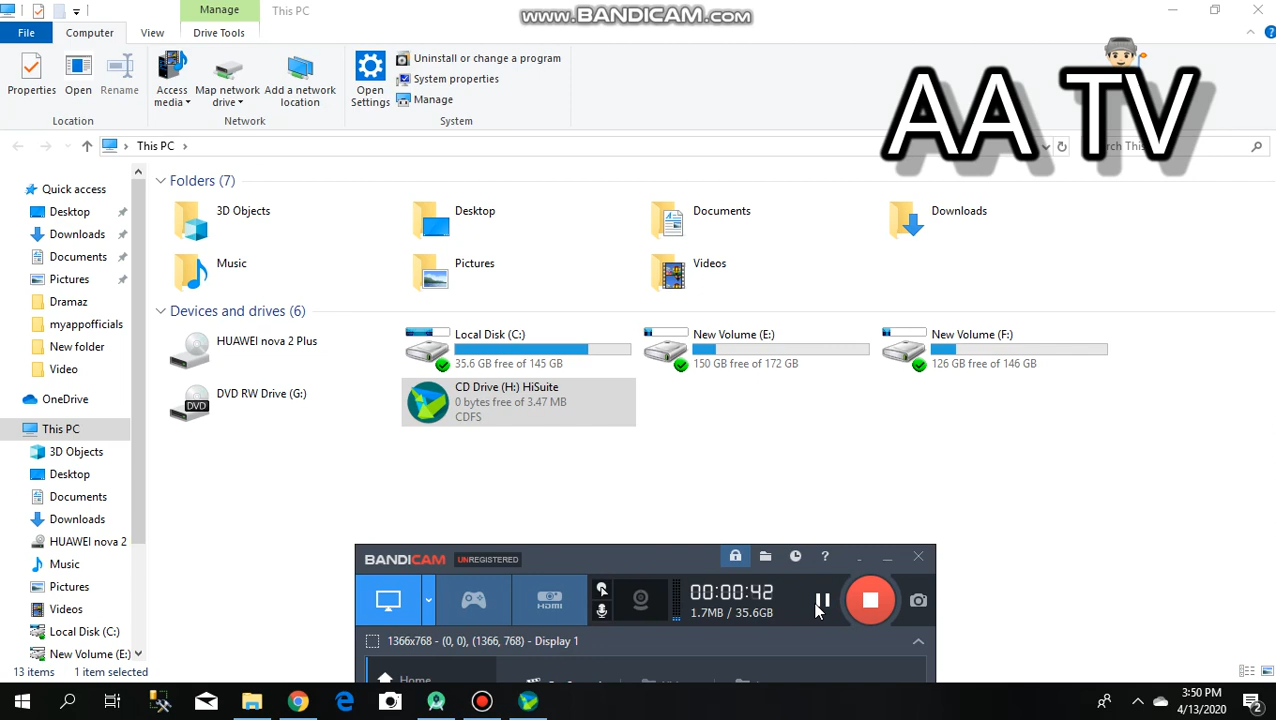 Manage
This PC
www.BANDICAM.com
File
Computer
View
Drive Tools
AA TV
Properties
Open
Rename
Access media
Map network drive
Add a network location
Open Settings
Uninstall or change a program
System properties
Manage
Location
Network
System
This PC
Search This
Quick access
Desktop
Downloads
Documents
Pictures
Dramaz
myappofficials
New folder
Video
OneDrive
This PC
3D Objects
Desktop
Documents
Downloads
HUAWEI nova 2
Music
Pictures
Videos
Local Disk (C:)
New Volume (E:)
Folders (7)
3D Objects
Desktop
Documents
Downloads
Music
Pictures
Videos
Devices and drives (6)
HUAWEI nova 2 Plus
Local Disk (C:)
35.6 GB free of 145 GB
New Volume (E:)
150 GB free of 172 GB
New Volume (F:)
126 GB free of 146 GB
DVD
DVD RW Drive (G:)
CD Drive (H:) HiSuite
0 bytes free of 3.47 MB
CDFS
BANDICAM
UNREGISTERED
HDMI
00:00:42
1.7MB / 35.6GB
1366x768 - (0, 0), (1366, 768) - Display 1
Home
13 items
1 item selected
3:50 PM
4/13/2020
2